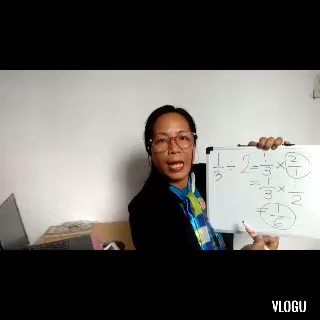 1/3 ÷ 2 = 1/3 × 2/1
= 1/3 × 1/2
= 1/6
VLOGU